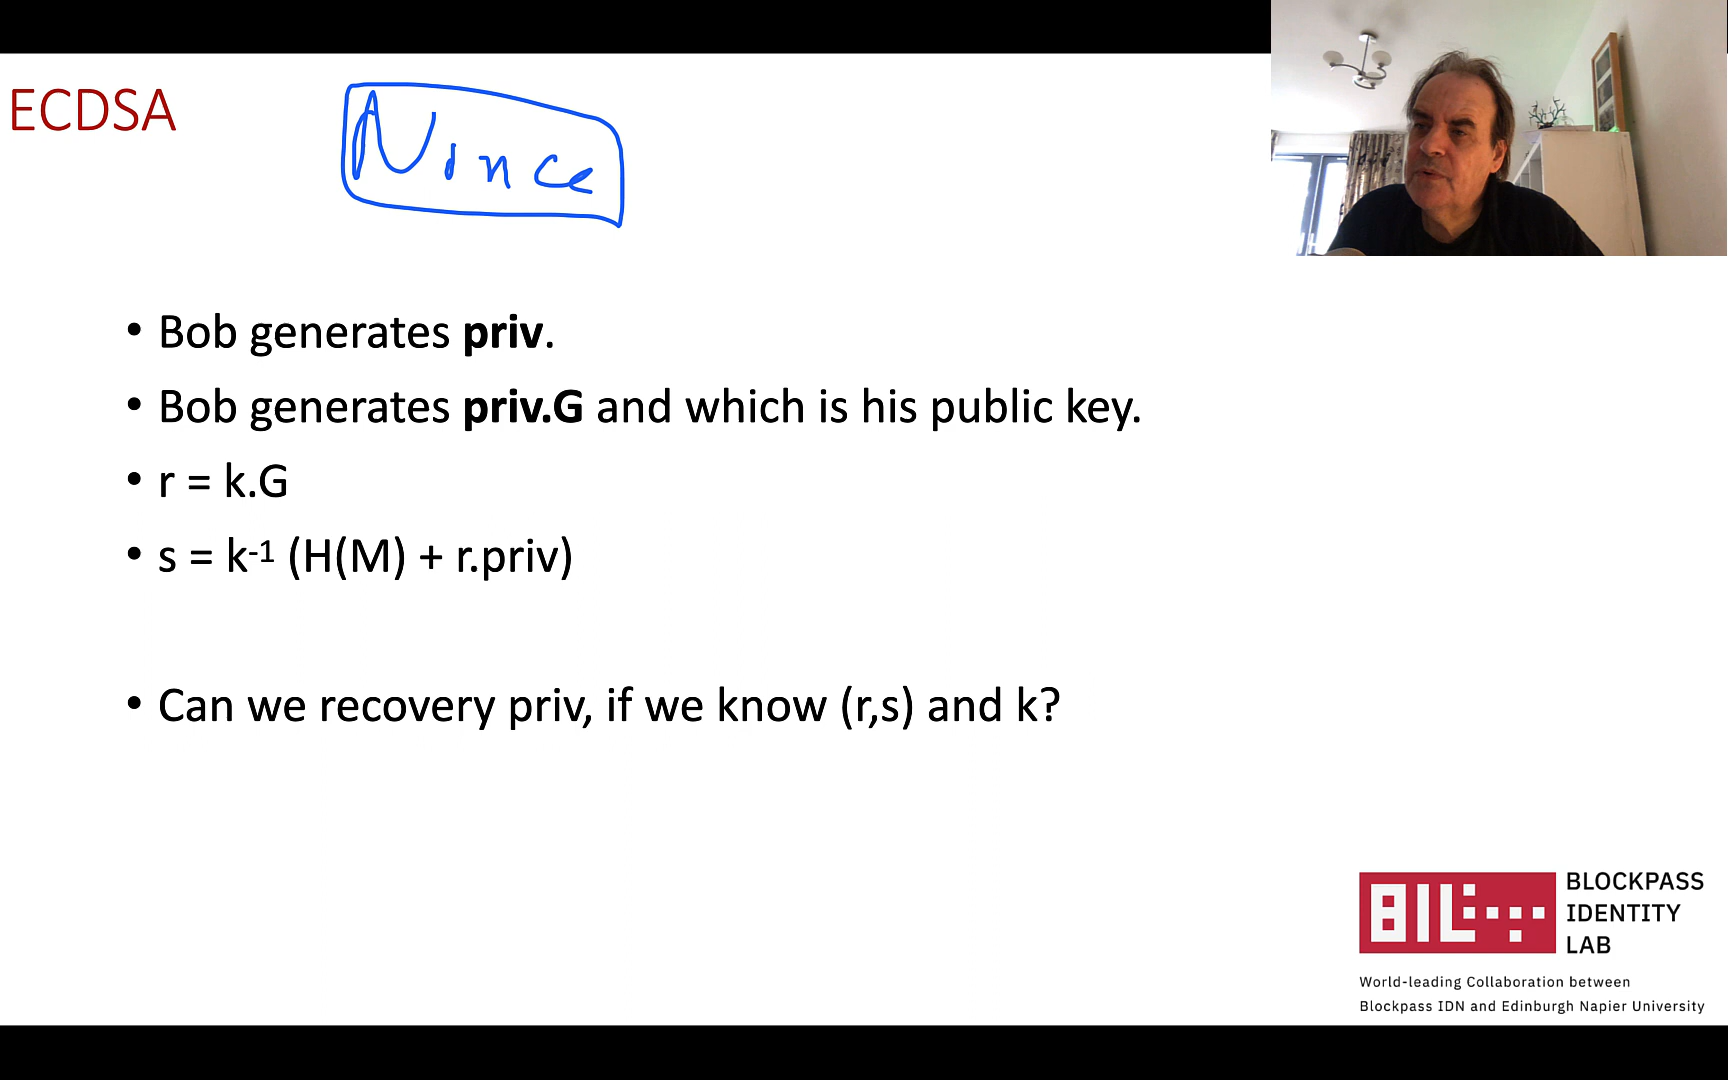 ECDSA
Nonce
• Bob generates priv.
• Bob generates priv.G and which is his public key.
• r = k.G
• s = k-1 (H(M) + r.priv)
• Can we recovery priv, if we know (r,s) and k?
BIL
BLOCKPASS
IDENTITY
LAB
World-leading Collaboration between
Blockpass IDN and Edinburgh Napier University